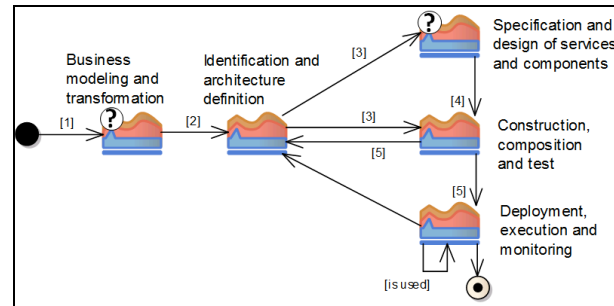 ?
Specification and
design of services
and components
[3]
Business
modeling and
transformation
Identification and
architecture
definition
?
[1]
[2]
[3]
[4]
[5]
Construction,
composition
and test
[5]
Deployment,
execution and
monitoring
[is used]